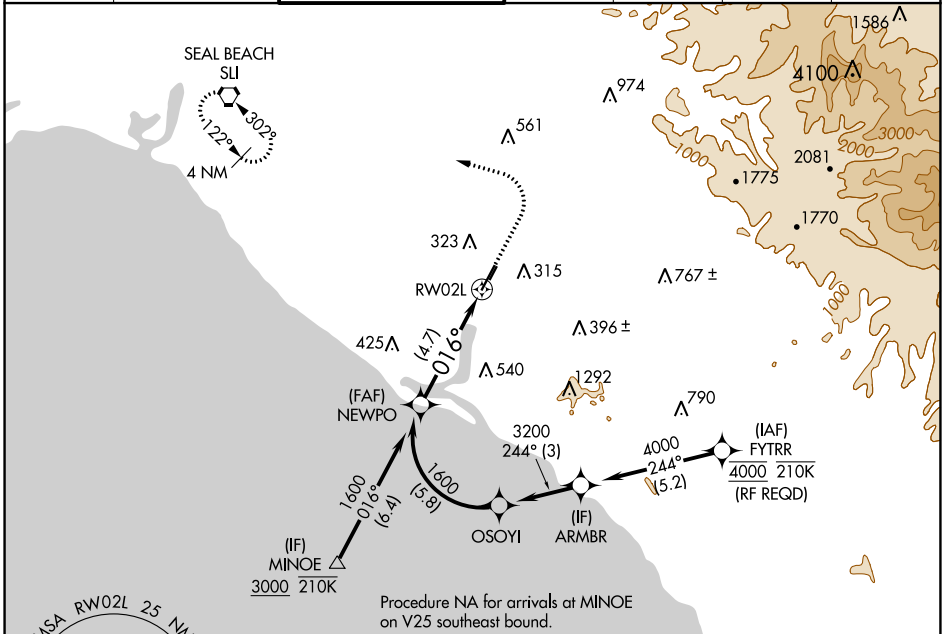 1586
SEAL BEACH
SLI
302°
122°
4 NM
4100
974
561
3000
2000
1000
2081
1775
1770
323
315
RW02L
767 ±
396 ±
(4.7)
016°
425
540
1292
790
(FAF)
NEWPO
3200
244° (3)
4000
244°
(5.2)
(IAF)
FYTRR
4000 210K
(RF REQD)
1600
(5.8)
1600
016°
(6.4)
OSOYI
(IF)
ARMBR
(IF)
MINOE
3000 210K
Procedure NA for arrivals at MINOE
on V25 southeast bound.
MSA RW02L 25 NM